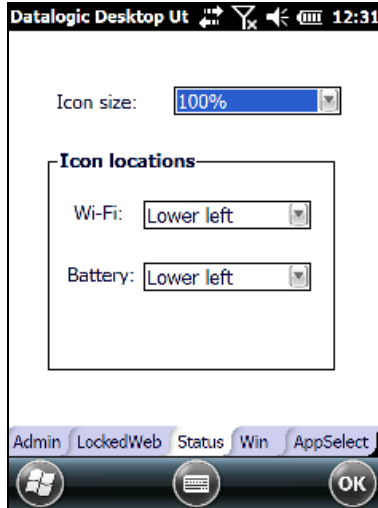 Datalogic Desktop Ut 12:31
Icon size: 100%
Icon locations
Wi-Fi: Lower left
Battery: Lower left
Admin LockedWeb Status Win AppSelect
OK